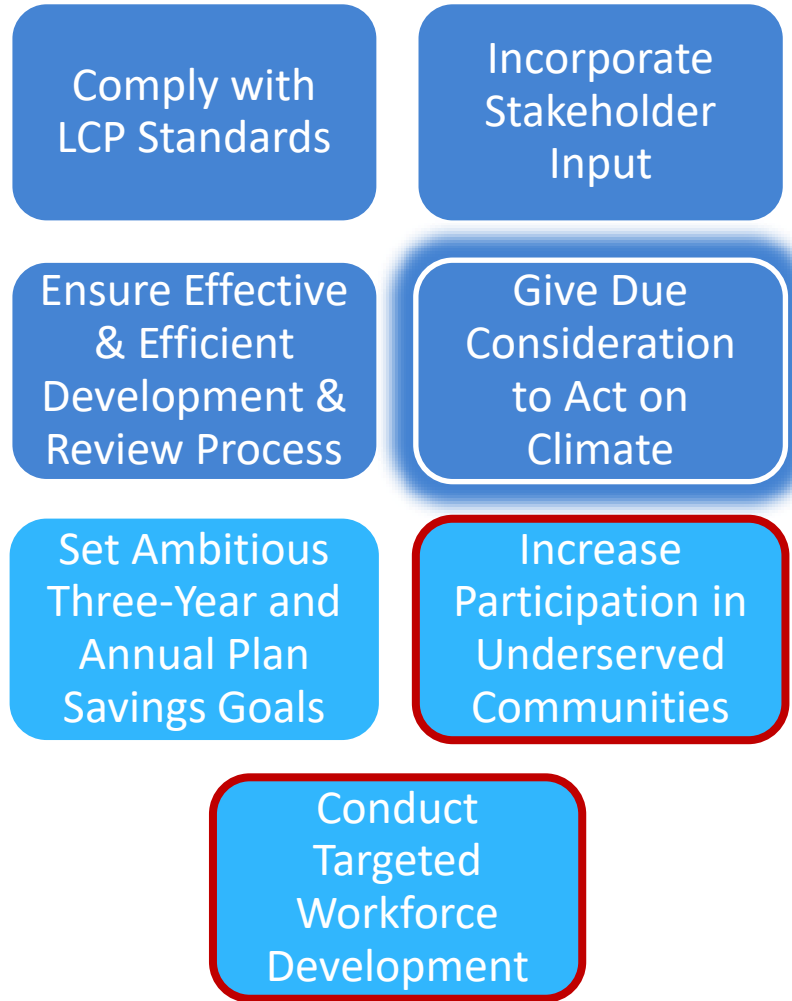 Comply with
LCP Standards
Incorporate
Stakeholder
Input
Ensure Effective
& Efficient
Development &
Review Process
Give Due
Consideration
to Act on
Climate
Set Ambitious
Three-Year and
Annual Plan
Savings Goals
Increase
Participation in
Underserved
Communities
Conduct
Targeted
Workforce
Development